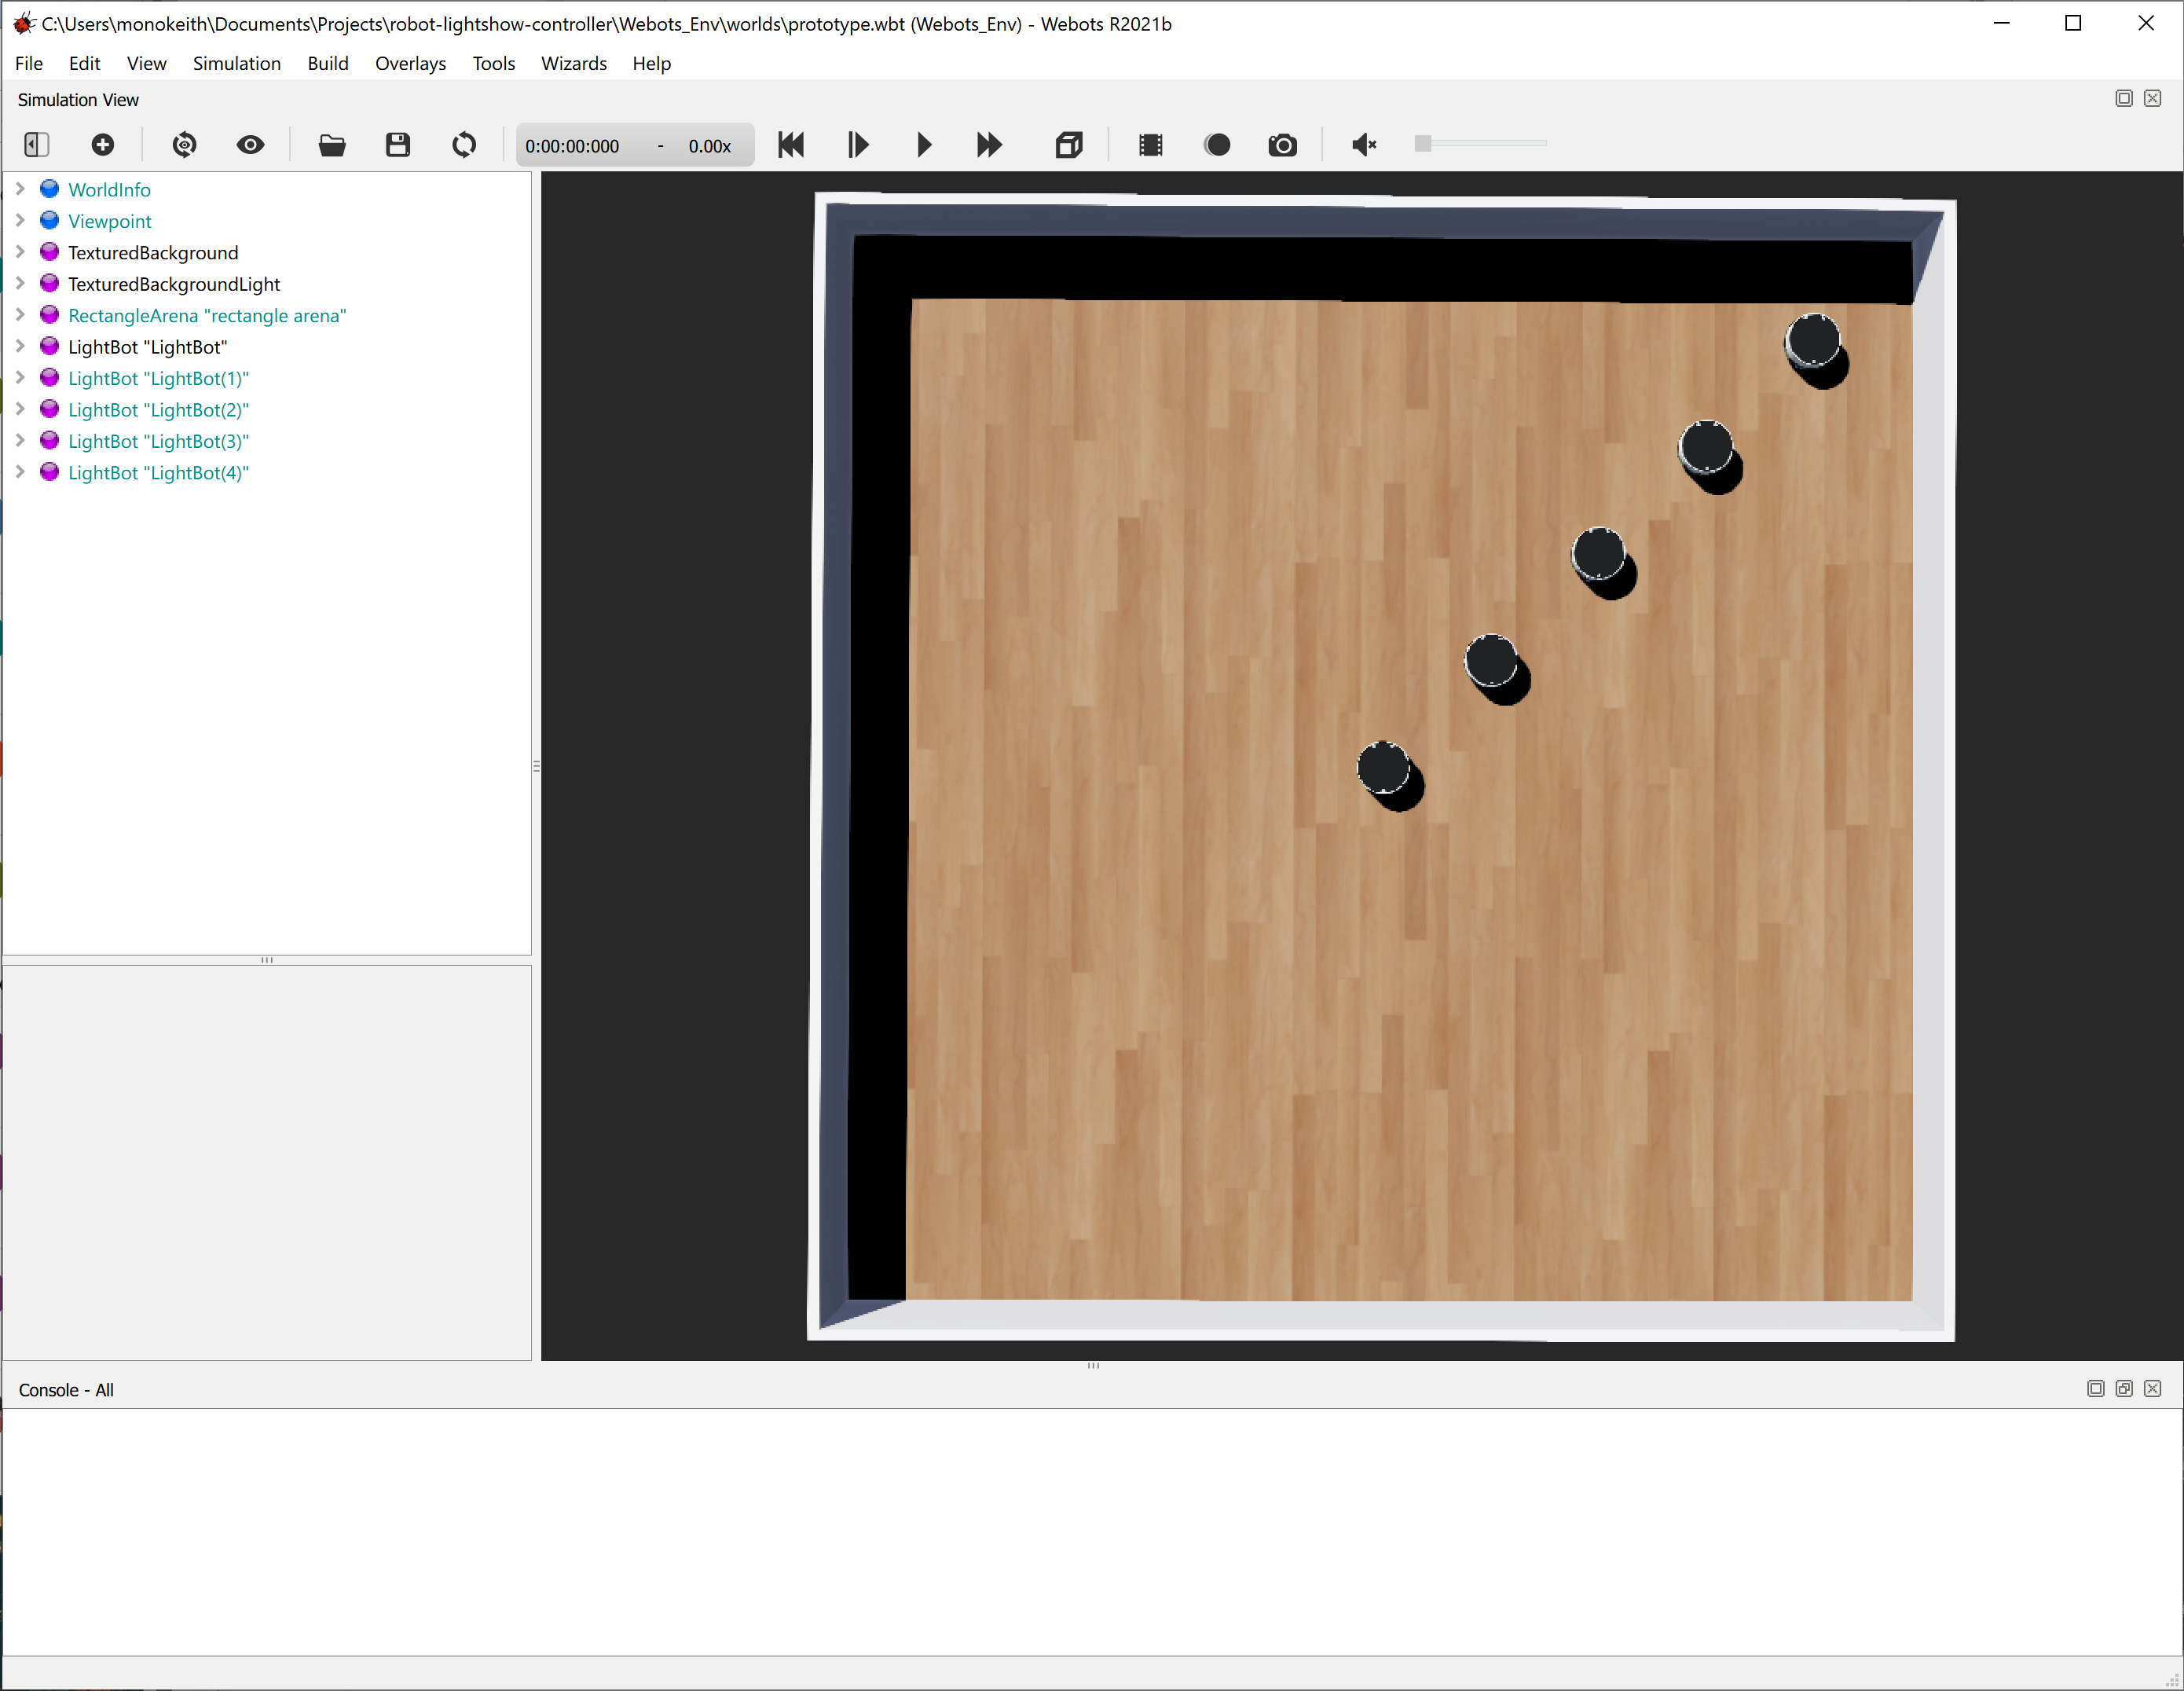 C:\Users\monokeith\Documents\Projects\robot-lightshow-controller\Webots_Env\worlds\prototype.wbt (Webots_Env) - Webots R2021b
File Edit View Simulation Build Overlays Tools Wizards Help
Simulation View
0:00:00:000 - 0.00x
WorldInfo
Viewpoint
TexturedBackground
TexturedBackgroundLight
RectangleArena "rectangle arena"
LightBot "LightBot"
LightBot "LightBot(1)"
LightBot "LightBot(2)"
LightBot "LightBot(3)"
LightBot "LightBot(4)"
Console - All